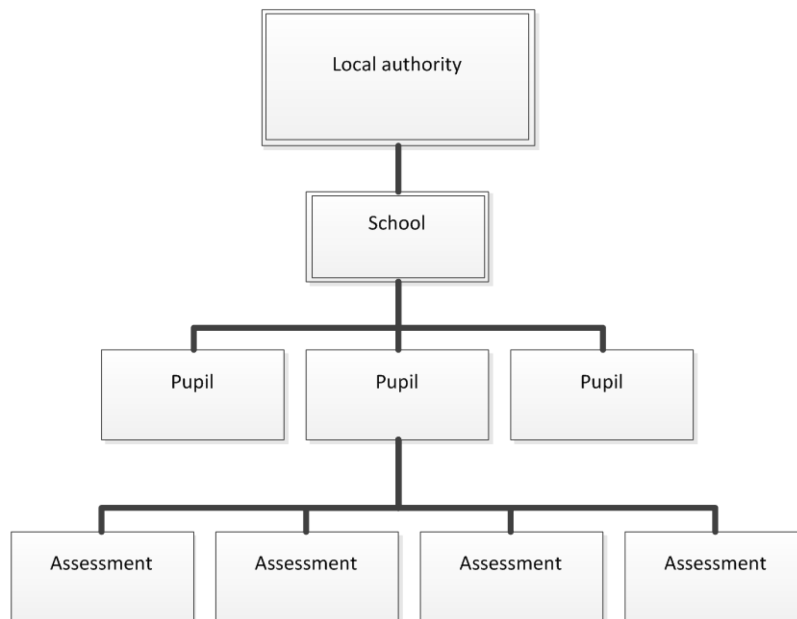 Local authority
School
Pupil
Pupil
Pupil
Assessment
Assessment
Assessment
Assessment